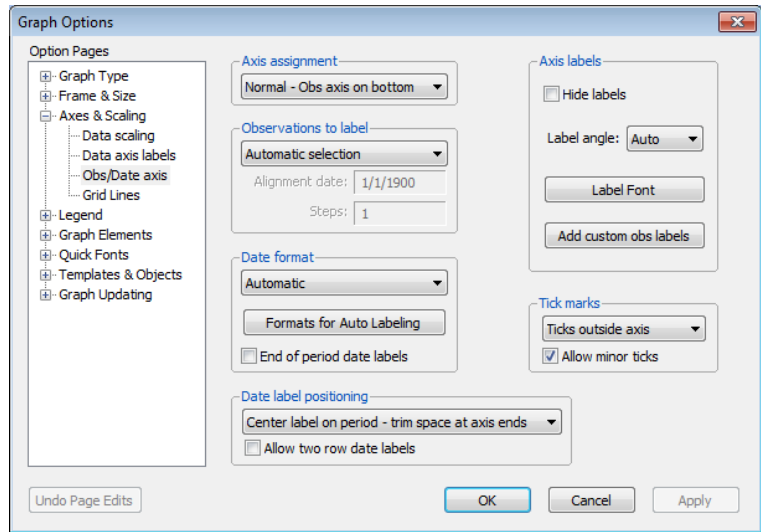 Graph Options
Option Pages
Graph Type
Frame & Size
Axes & Scaling
Data scaling
Data axis labels
Obs/Date axis
Grid Lines
Legend
Graph Elements
Quick Fonts
Templates & Objects
Graph Updating
Axis assignment
Normal - Obs axis on bottom
Observations to label
Automatic selection
Alignment date: 1/1/1900
Steps: 1
Date format
Automatic
Formats for Auto Labeling
End of period date labels
Axis labels
Hide labels
Label angle: Auto
Label Font
Add custom obs labels
Tick marks
Ticks outside axis
Allow minor ticks
Date label positioning
Center label on period - trim space at axis ends
Allow two row date labels
Undo Page Edits
OK
Cancel
Apply